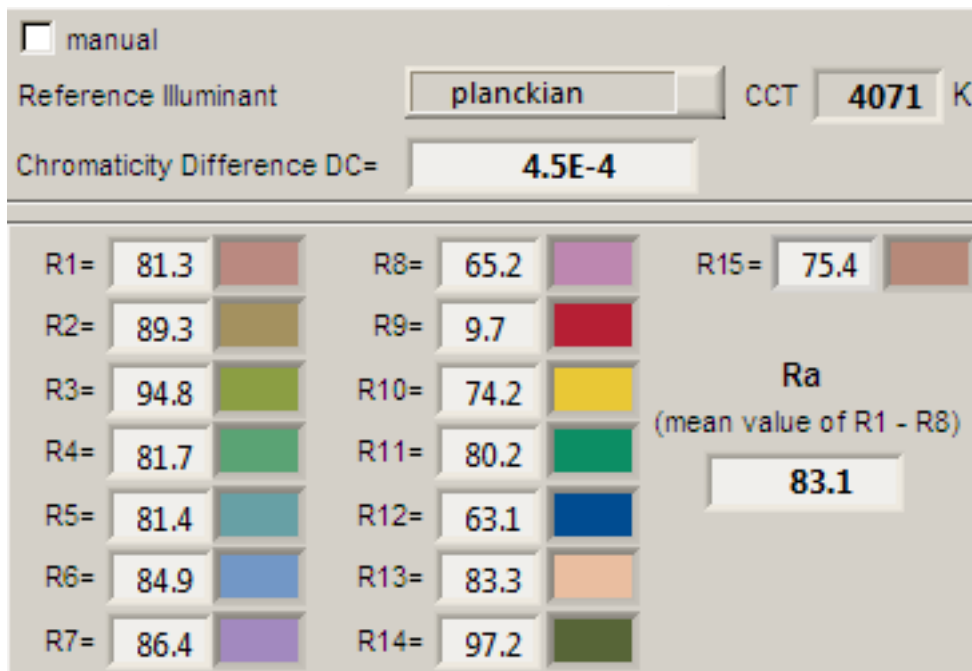 manual
Reference Illuminant planckian CCT 4071 K
Chromaticity Difference DC= 4.5E-4
R1= 81.3 R8= 65.2 R15= 75.4
R2= 89.3 R9= 9.7
R3= 94.8 R10= 74.2 Ra
R4= 81.7 R11= 80.2 (mean value of R1 - R8)
R5= 81.4 R12= 63.1 83.1
R6= 84.9 R13= 83.3
R7= 86.4 R14= 97.2